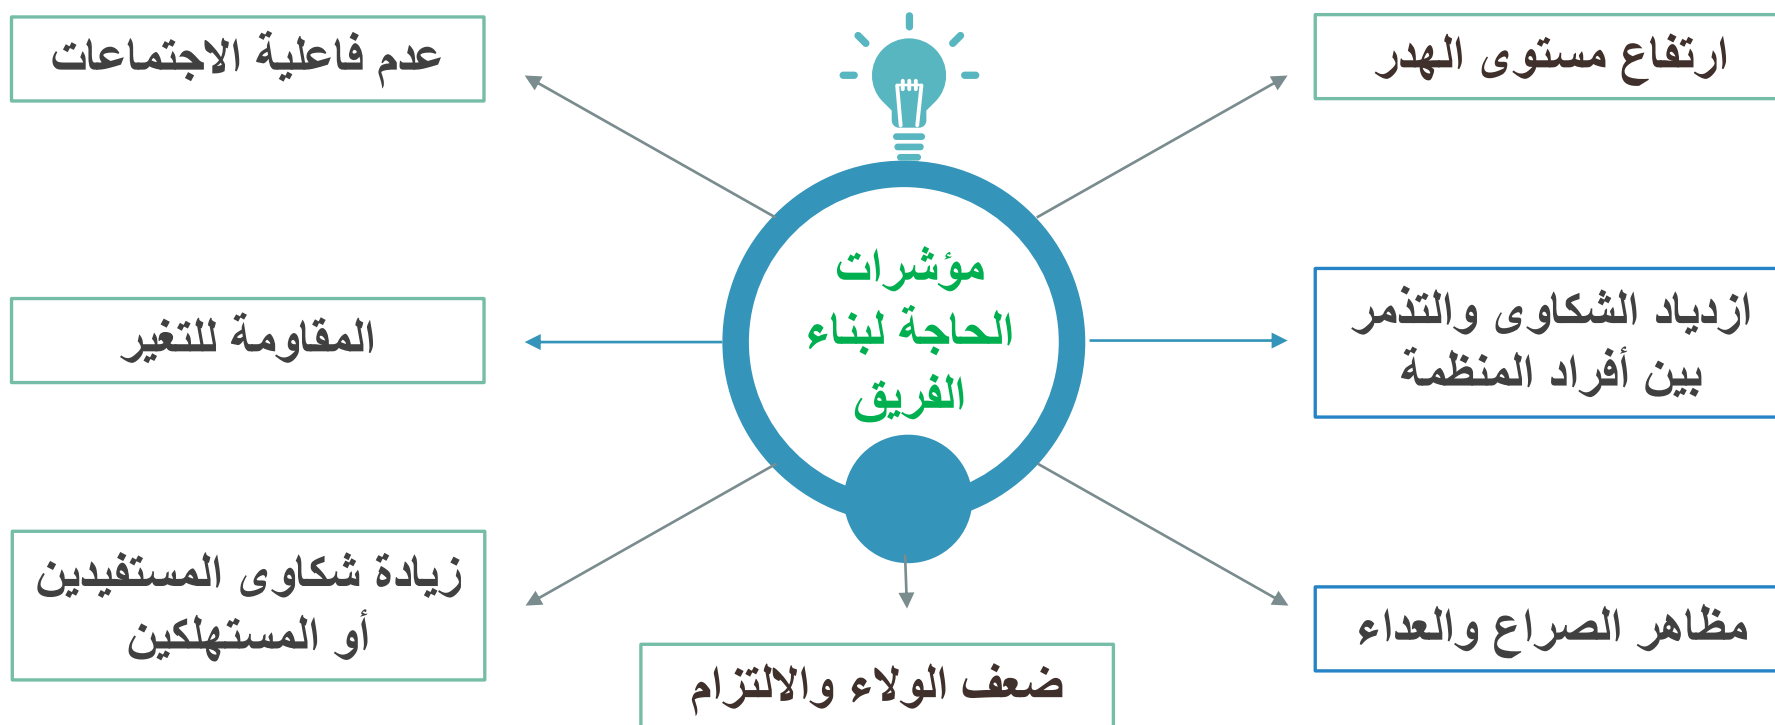 مؤشرات
الحاجة لبناء
الفريق
ارتفاع مستوى الهدر
ازدياد الشكاوى والتذمر
بين أفراد المنظمة
مظاهر الصراع والعداء
ضعف الولاء والالتزام
عدم فاعلية الاجتماعات
المقاومة للتغير
زيادة شكاوى المستفيدين
أو المستهلكين